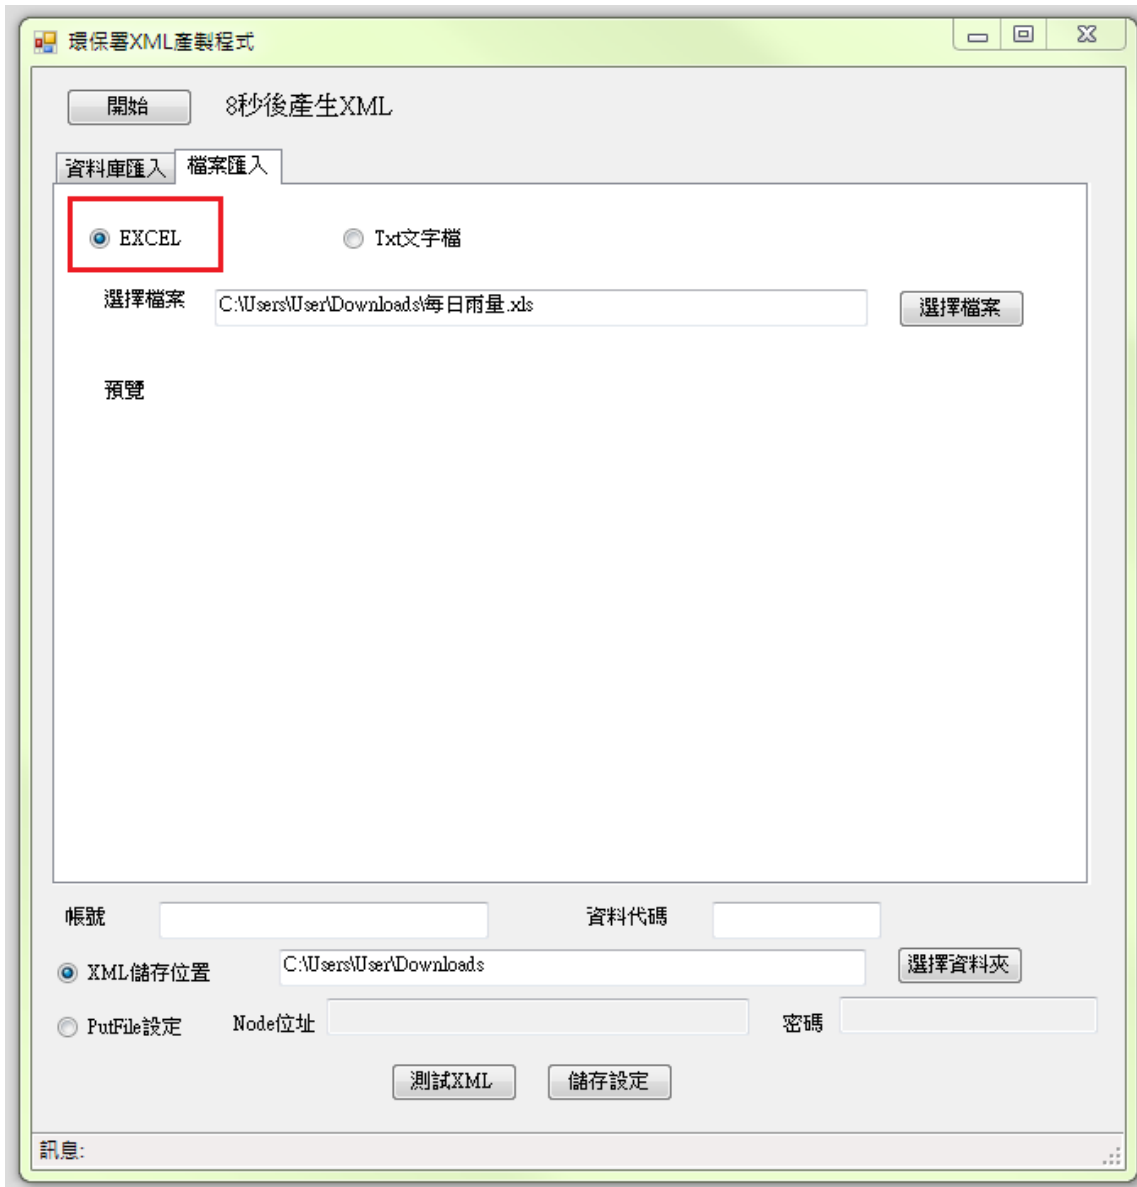 環保署XML產製程式
開始 8秒後產生XML
資料庫匯入 檔案匯入
EXCEL Txt文字檔
選擇檔案 C:\Users\User\Downloads\每日雨量.xls 選擇檔案
預覽
帳號 資料代碼
XML儲存位置 C:\Users\User\Downloads 選擇資料夾
PutFile設定 Node位址 密碼
測試XML 儲存設定
訊息: